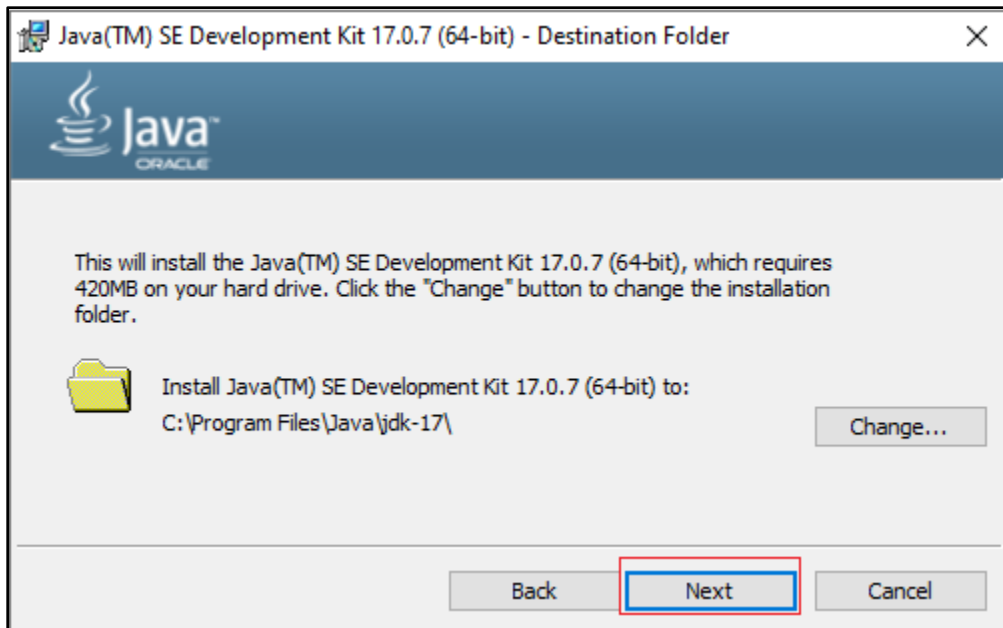 Java(TM) SE Development Kit 17.0.7 (64-bit) - Destination Folder
Java™
ORACLE
This will install the Java(TM) SE Development Kit 17.0.7 (64-bit), which requires
420MB on your hard drive. Click the "Change" button to change the installation
folder.
Install Java(TM) SE Development Kit 17.0.7 (64-bit) to:
C:\Program Files\Java\jdk-17\
Change...
Back
Next
Cancel